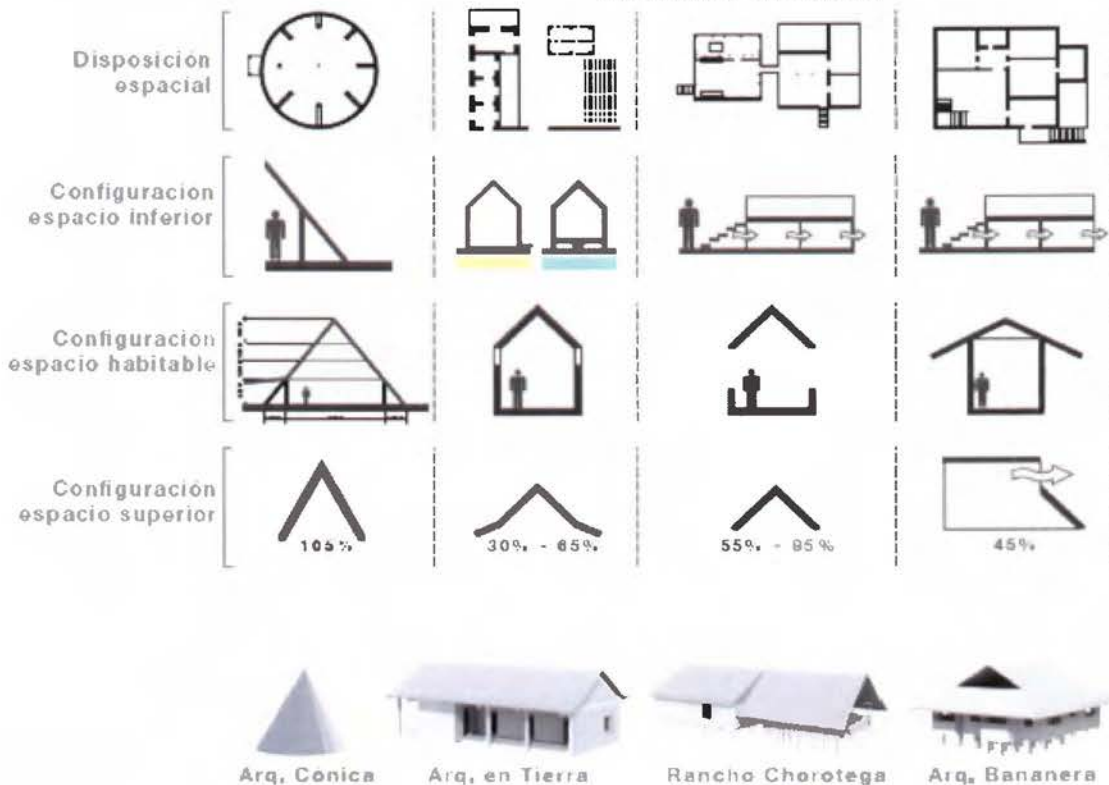 Disposición
espacial
Configuracion
espacio inferior
Configuracion
espacio habitable
Configuración
espacio superior
105%
30% - 65%
55% - 85%
45%
Arq. Cónica
Arq. en Tierra
Rancho Chorotega
Arq. Bananera